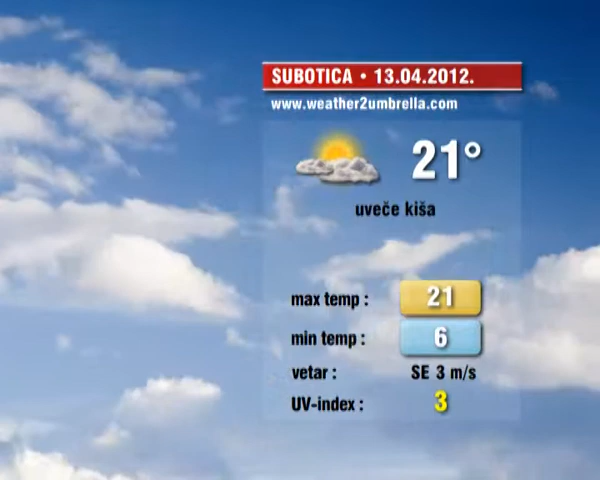 SUBOTICA • 13.04.2012.
www.weather2umbrella.com
21°
uveče kiša
max temp : 21
min temp : 6
vetar : SE 3 m/s
UV-index : 3